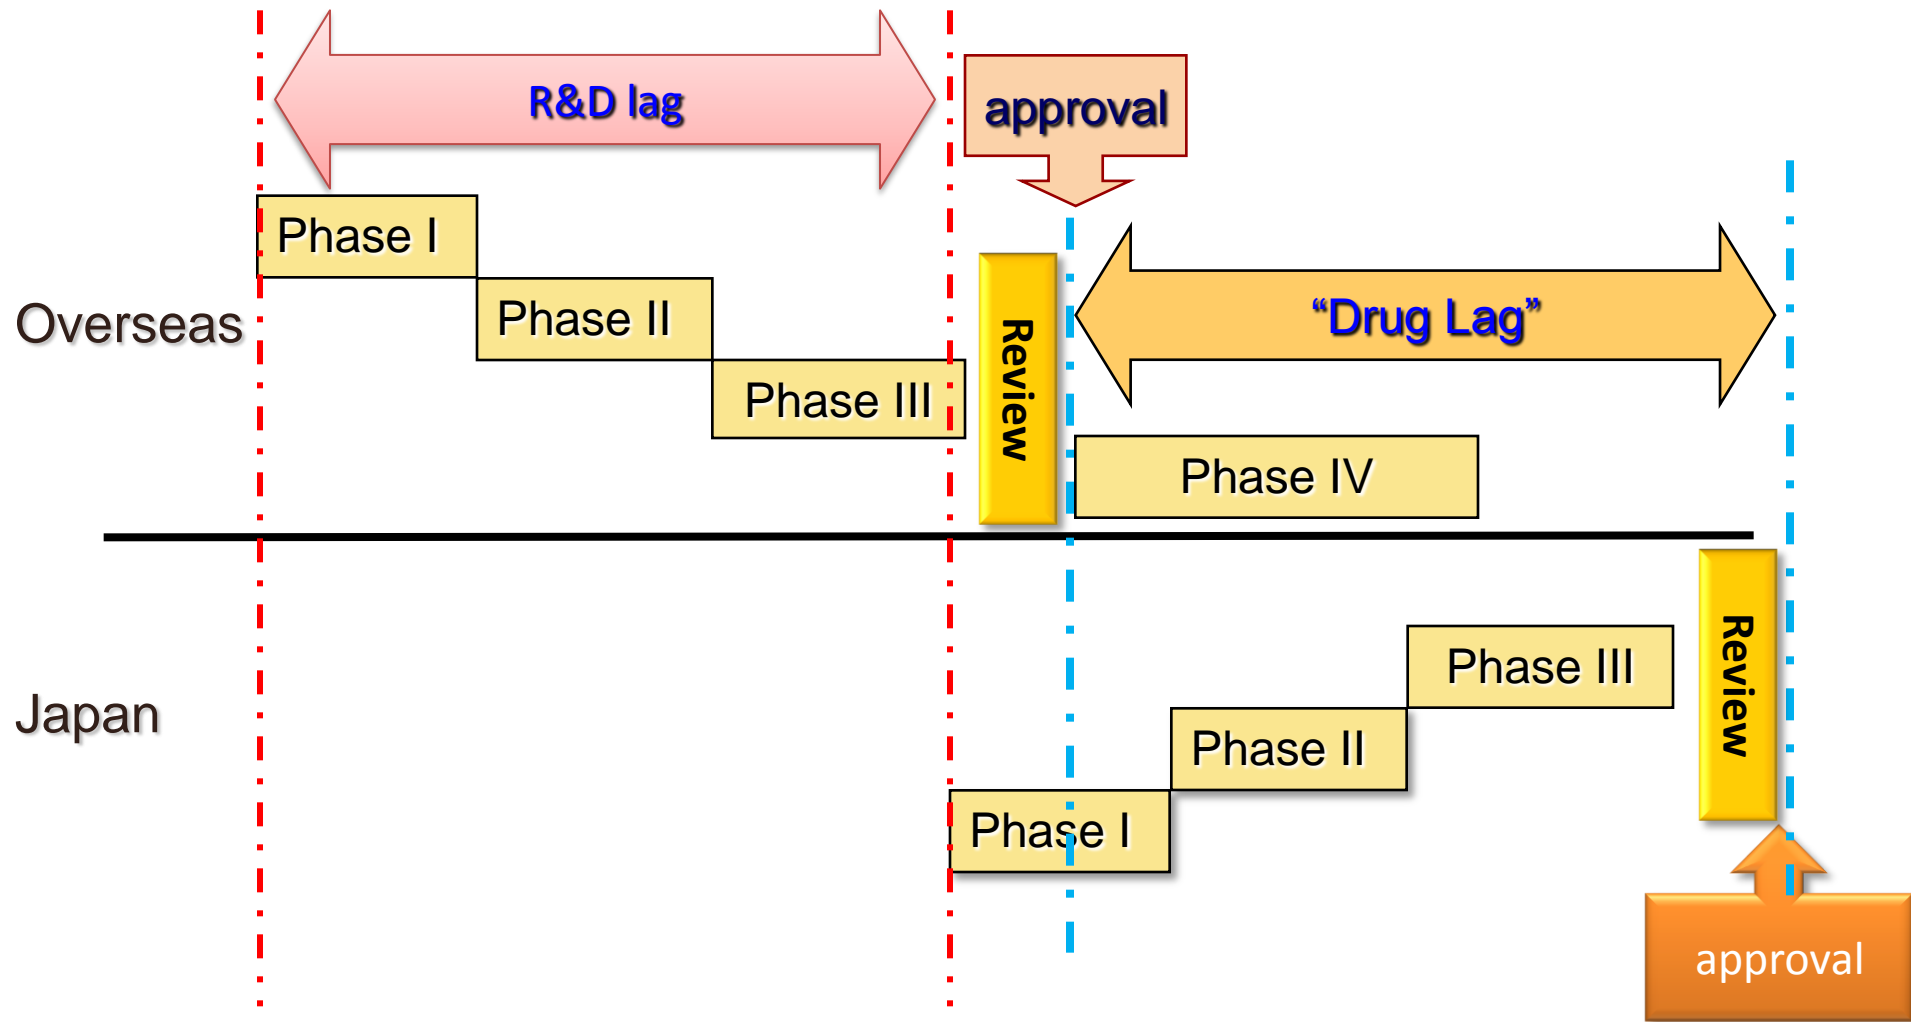 R&D lag
approval
Phase I
Overseas
Phase II
Phase III
Review
“Drug Lag”
Phase IV
Japan
Phase I
Phase II
Phase III
Review
approval